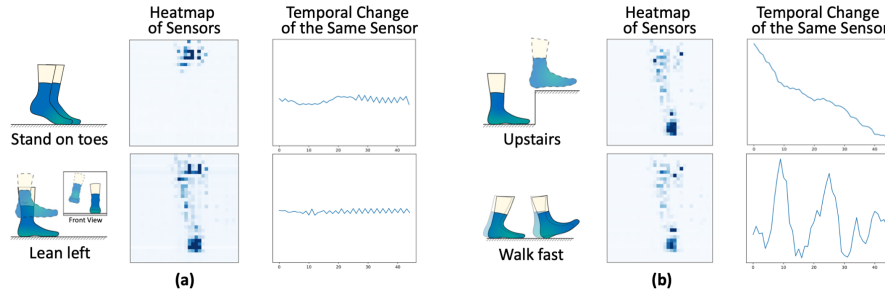 Heatmap
of Sensors
Temporal Change
of the Same Sensor
Stand on toes
0 10 20 30 40
Front View
Lean left
0 10 20 30 40
(a)
Heatmap
of Sensors
Temporal Change
of the Same Sensor
Upstairs
0 10 20 30 40
Walk fast
0 10 20 30 40
(b)